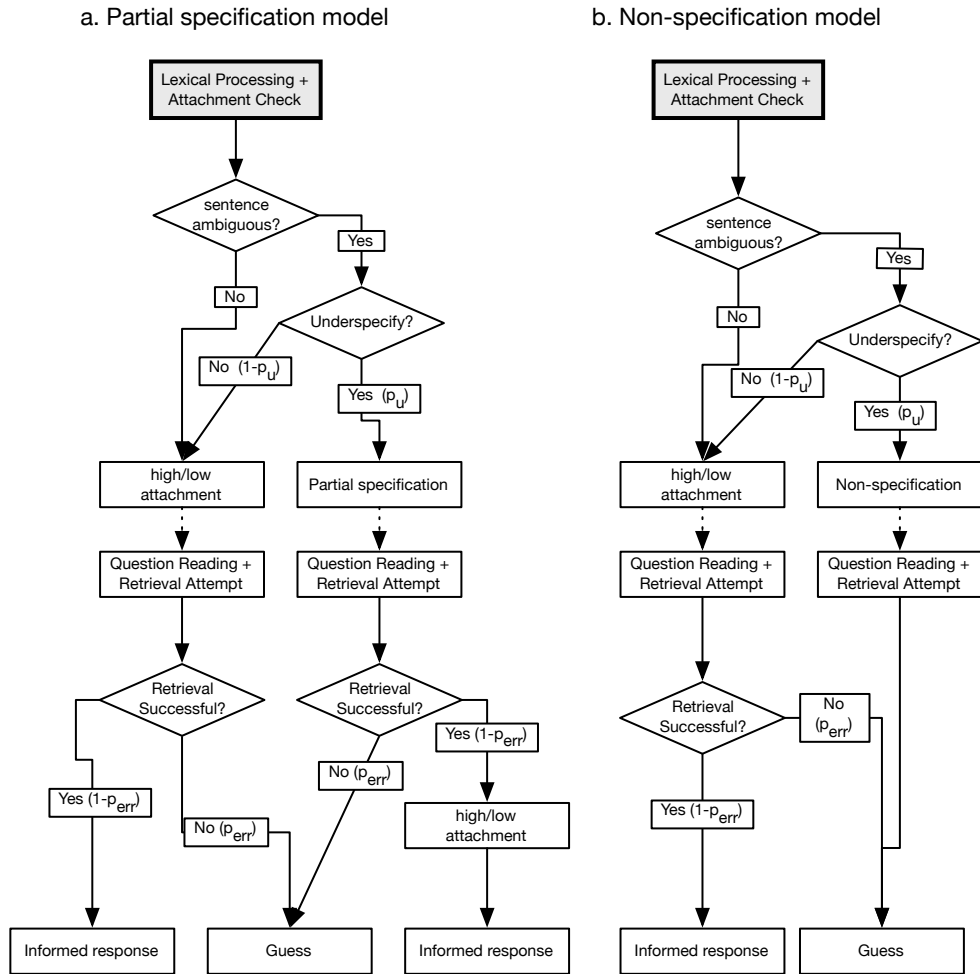 a. Partial specification model
Lexical Processing +
Attachment Check
sentence
ambiguous?
Yes
No
Underspecify?
No (1-pu)
Yes (pu)
high/low
attachment
Partial specification
Question Reading +
Retrieval Attempt
Question Reading +
Retrieval Attempt
Retrieval
Successful?
Retrieval
Successful?
Yes (1-perr)
No (perr)
Yes (1-perr)
No (perr)
high/low
attachment
Informed response
Guess
Informed response
b. Non-specification model
Lexical Processing +
Attachment Check
sentence
ambiguous?
Yes
No
Underspecify?
No (1-pu)
Yes (pu)
high/low
attachment
Non-specification
Question Reading +
Retrieval Attempt
Question Reading +
Retrieval Attempt
Retrieval
Successful?
No
(perr)
Yes (1-perr)
Informed response
Guess